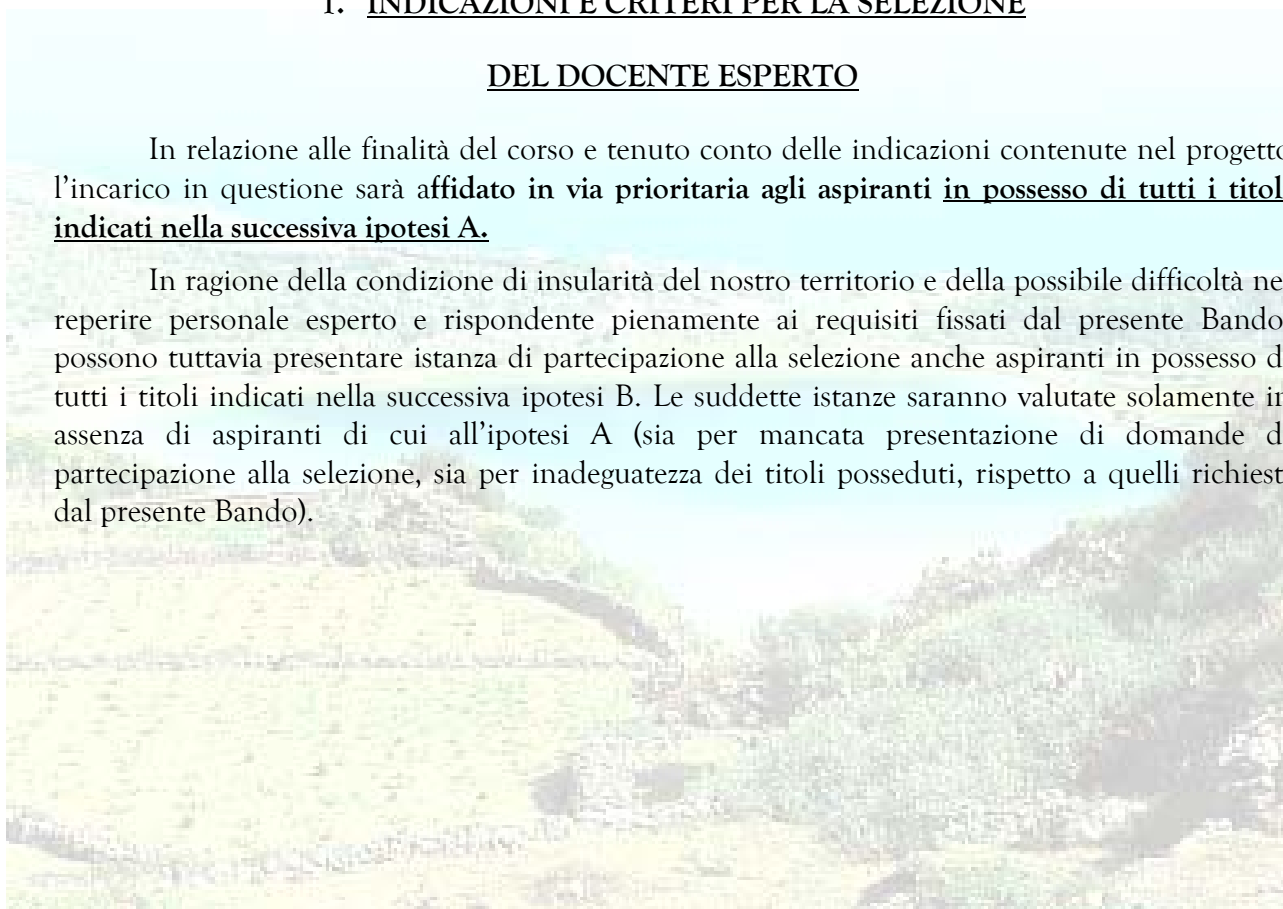 1. INDICAZIONI E CRITERI PER LA SELEZIONE
DEL DOCENTE ESPERTO
In relazione alle finalità del corso e tenuto conto delle indicazioni contenute nel progetto
l’incarico in questione sarà affidato in via prioritaria agli aspiranti in possesso di tutti i titol
indicati nella successiva ipotesi A.
In ragione della condizione di insularità del nostro territorio e della possibile difficoltà ne
reperire personale esperto e rispondente pienamente ai requisiti fissati dal presente Bando
possono tuttavia presentare istanza di partecipazione alla selezione anche aspiranti in possesso d
tutti i titoli indicati nella successiva ipotesi B. Le suddette istanze saranno valutate solamente in
assenza di aspiranti di cui all’ipotesi A (sia per mancata presentazione di domande d
partecipazione alla selezione, sia per inadeguatezza dei titoli posseduti, rispetto a quelli richiest
dal presente Bando).